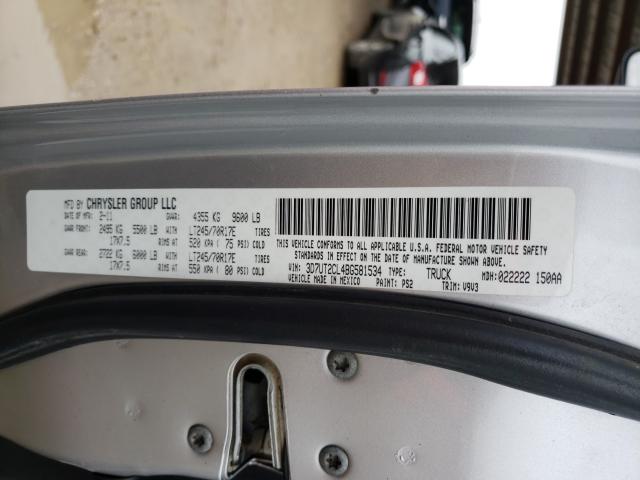 MFD BY CHRYSLER GROUP LLC
DATE OF MFR: 2-11 GVWR: 4355 KG 9600 LB
GAWR FRONT: 2495 KG 5500 LB LT245/70R17E TIRES
17X7.5 RIMS AT 520 KPA ( 75 PSI) COLD
GAWR REAR: 2722 KG 6000 LB LT245/70R17E TIRES
17X7.5 RIMS AT 550 KPA ( 80 PSI) COLD
THIS VEHICLE CONFORMS TO ALL APPLICABLE U.S.A. FEDERAL MOTOR VEHICLE SAFETY
STANDARDS IN EFFECT ON THE DATE OF MANUFACTURE SHOWN ABOVE.
VIN: 3D7UT2CL4BG581534 TYPE: TRUCK MDH: 022222 150AA
VEHICLE MADE IN MEXICO PAINT: PS2 TRIM: V9V3